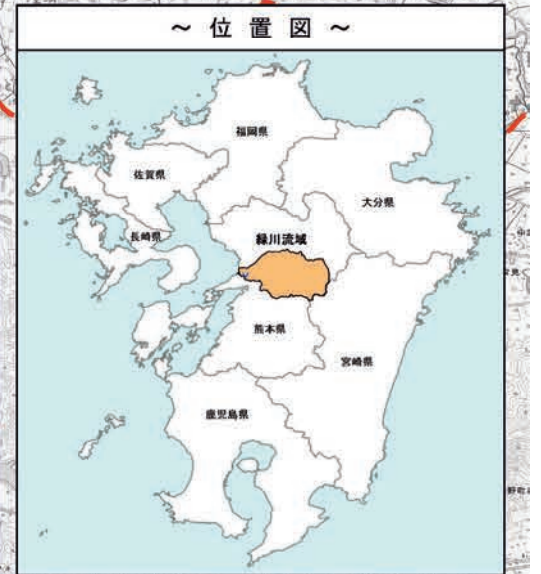 ～ 位 置 図 ～
福岡県
佐賀県
大分県
長崎県
緑川流域
熊本県
宮崎県
鹿児島県